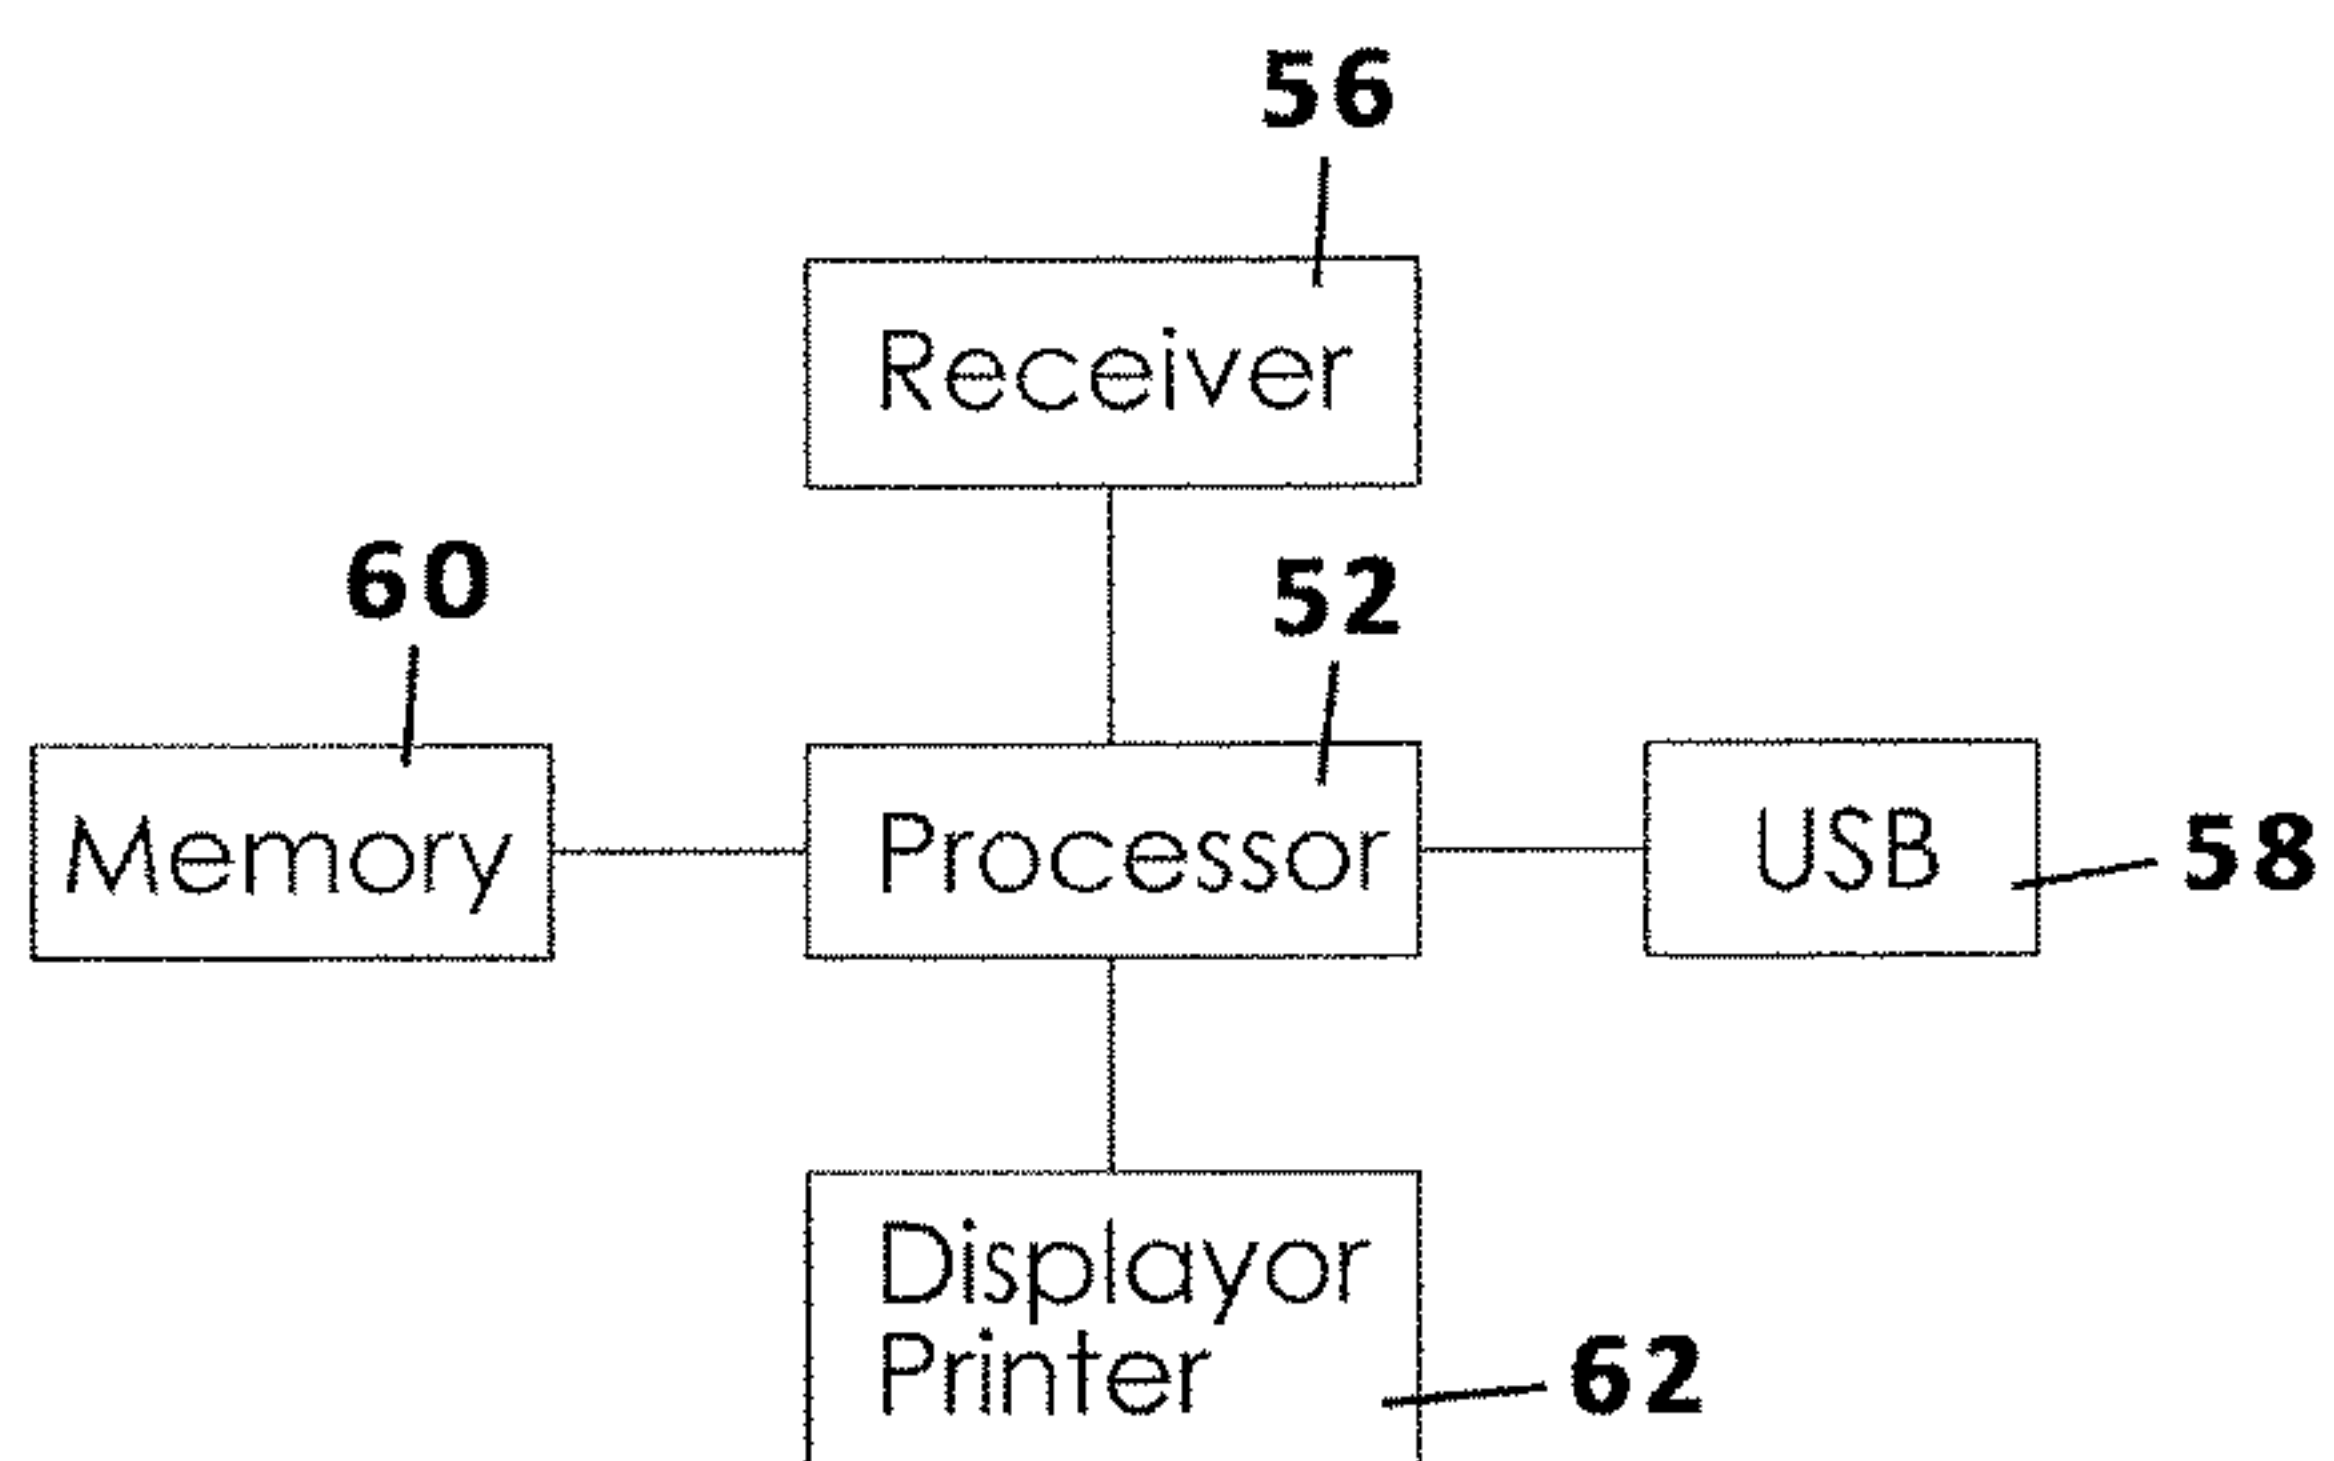 56
Receiver
60
52
Memory
Processor
USB
58
Displayor
Printer
62